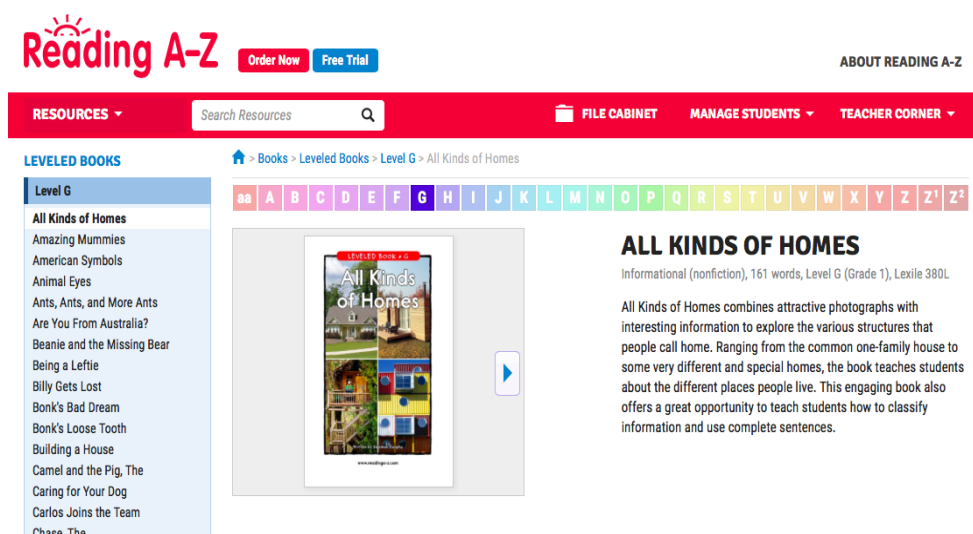 Reading A-Z
Order Now
Free Trial
ABOUT READING A-Z
RESOURCES
Search Resources
FILE CABINET
MANAGE STUDENTS
TEACHER CORNER
LEVELED BOOKS
> Books > Leveled Books > Level G > All Kinds of Homes
Level G
aa A B C D E F G H I J K L M N O P Q R S T U V W X Y Z Z¹ Z²
All Kinds of Homes
Amazing Mummies
American Symbols
Animal Eyes
Ants, Ants, and More Ants
Are You From Australia?
Beanie and the Missing Bear
Being a Leftie
Billy Gets Lost
Bonk's Bad Dream
Bonk's Loose Tooth
Building a House
Camel and the Pig, The
Caring for Your Dog
Carlos Joins the Team
Chase, The
LEVELED BOOK • G
All Kinds
of Homes
Written by
www.readinga-z.com
ALL KINDS OF HOMES
Informational (nonfiction), 161 words, Level G (Grade 1), Lexile 380L
All Kinds of Homes combines attractive photographs with
interesting information to explore the various structures that
people call home. Ranging from the common one-family house to
some very different and special homes, the book teaches students
about the different places people live. This engaging book also
offers a great opportunity to teach students how to classify
information and use complete sentences.